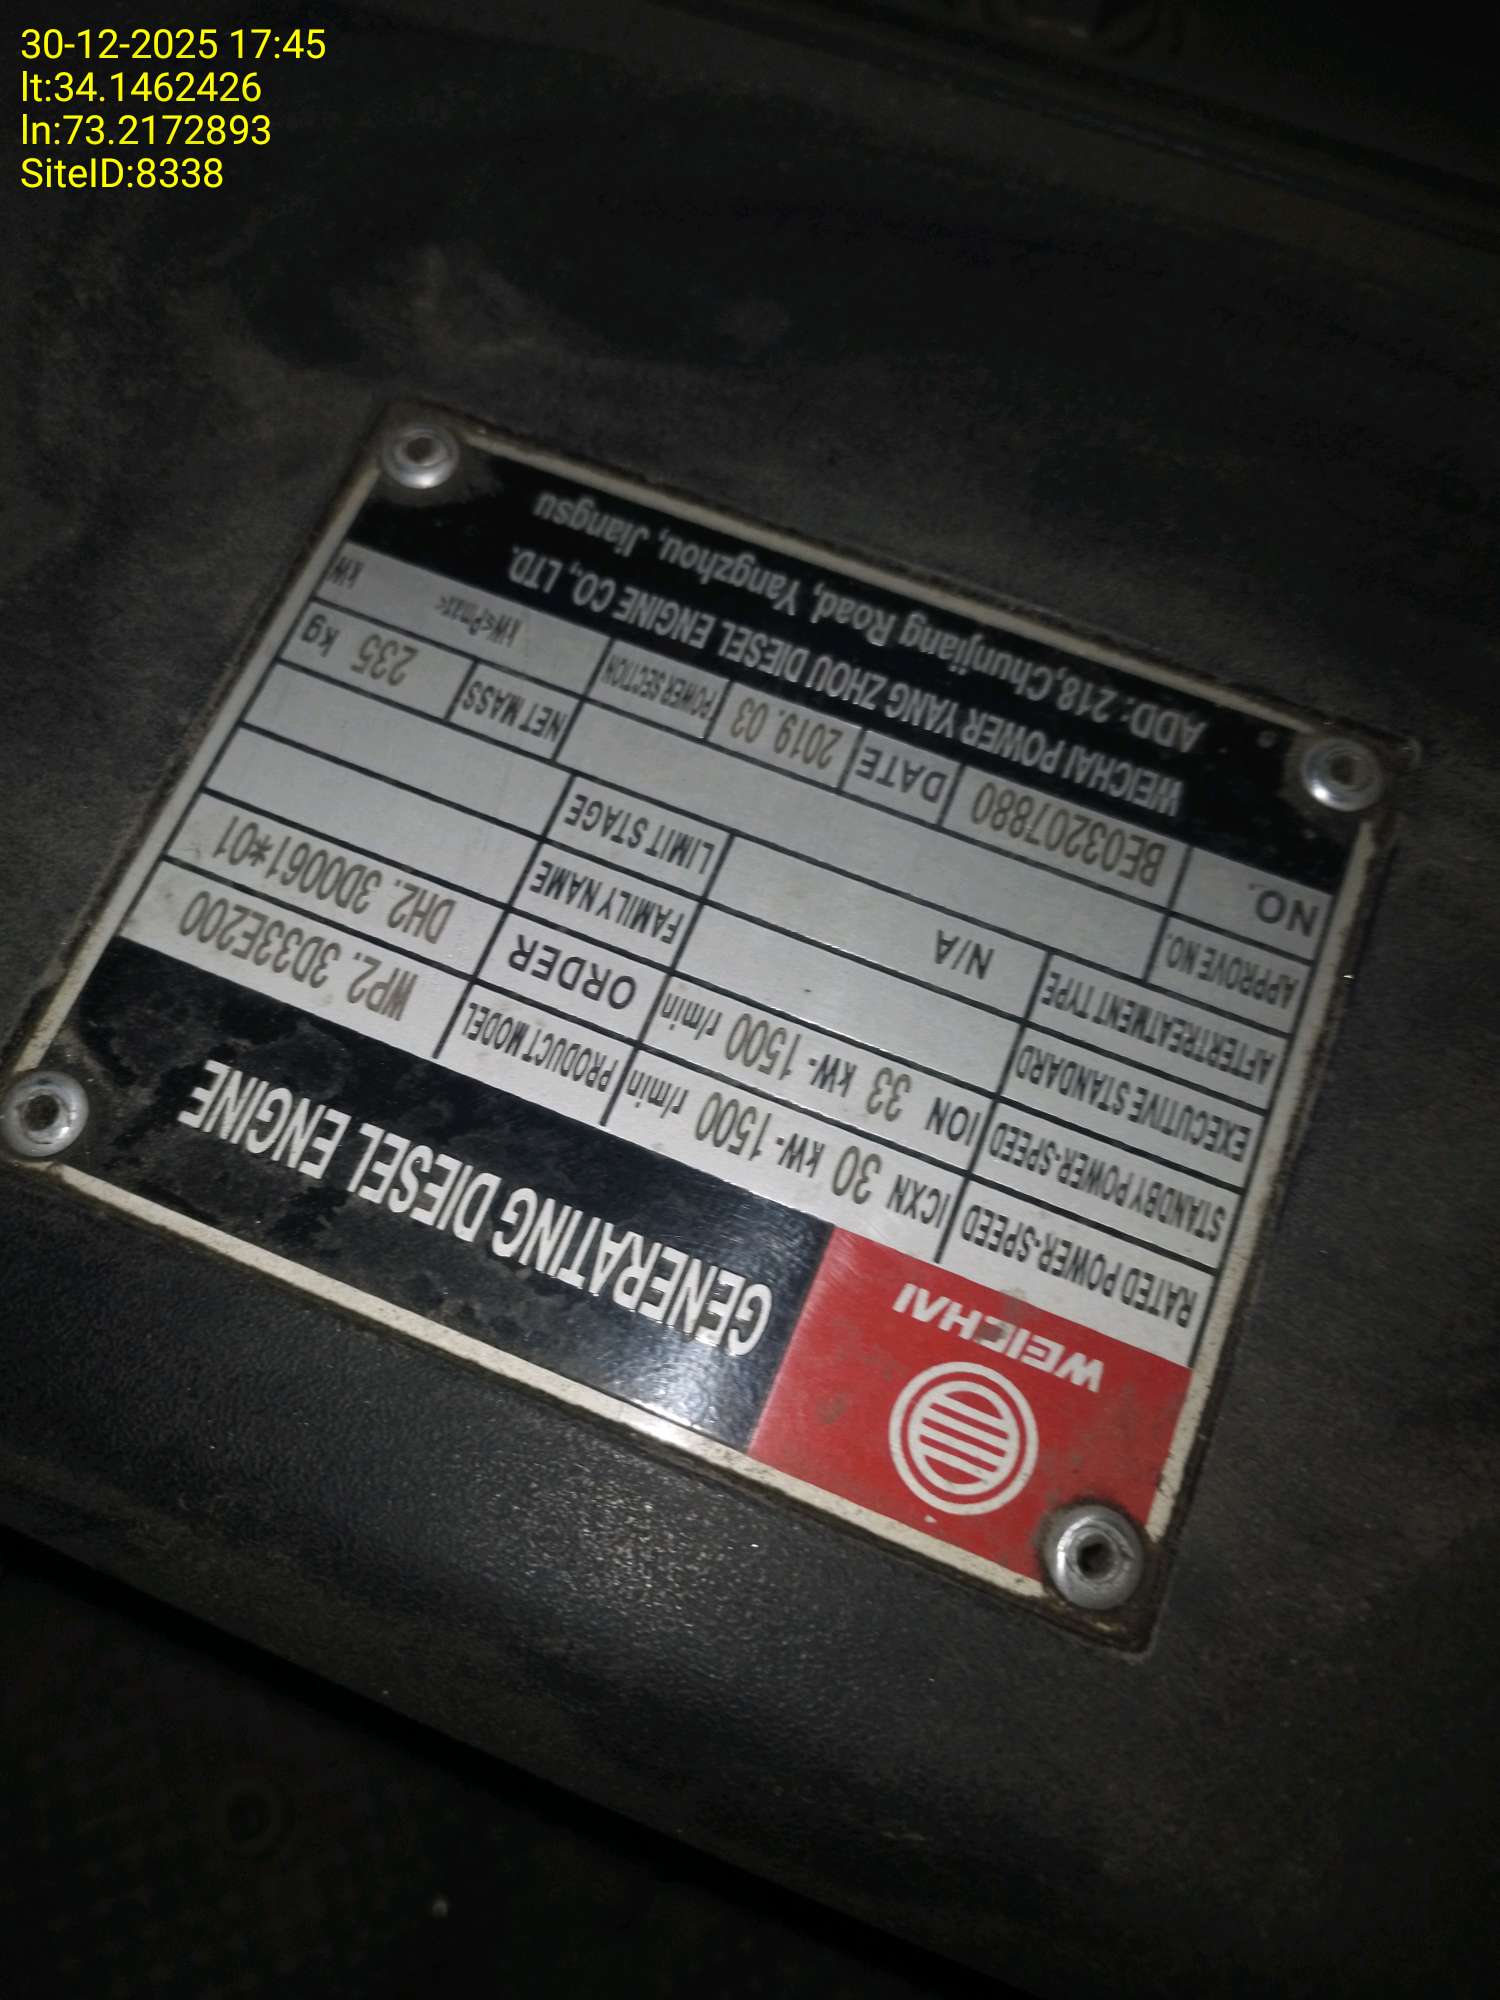 30-12-2025 17:45
lt:34.1462426
ln:73.2172893
SiteID:8338
WEICHAI
GENERATING DIESEL ENGINE
RATED POWER-SPEED ICXN 30 kW- 1500 r/min PRODUCT MODEL WP2. 3D33E200
STANDBY POWER-SPEED ION 33 kW- 1500 r/min ORDER DH2. 3D0061*01
EXECUTIVE STANDARD FAMILY NAME
AFTERTREATMENT TYPE N/A LIMIT STAGE
APPROVE NO. NET MASS 235 kg
NO. BE03207880 DATE 2019. 03 POWER SECTION kW≤Pmax< kW
WEICHAI POWER YANG ZHOU DIESEL ENGINE CO., LTD.
ADD: 218,Chunjiang Road, Yangzhou, Jiangsu